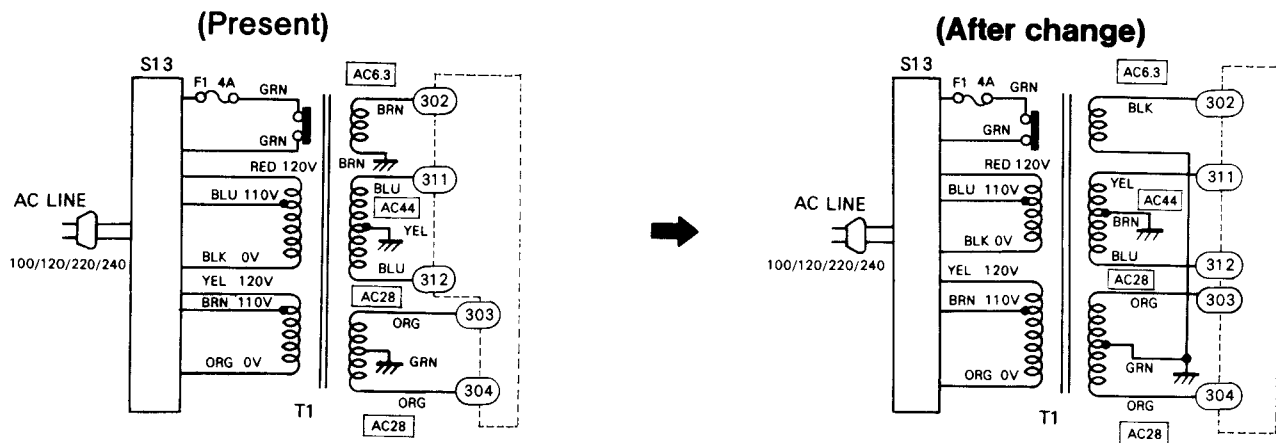 (Present)
S13
F1 4A
GRN
GRN
RED 120V
BLU 110V
BLK 0V
YEL 120V
BRN 110V
ORG 0V
AC LINE
100/120/220/240
T1
AC6.3
BRN
302
BRN
BLU
311
AC44
YEL
BLU
312
AC28
ORG
303
GRN
304
ORG
AC28
(After change)
S13
F1 4A
GRN
GRN
RED 120V
BLU 110V
BLK 0V
YEL 120V
BRN 110V
ORG 0V
AC LINE
100/120/220/240
T1
AC6.3
302
BLK
311
YEL
AC44
BRN
BLU
312
AC28
303
ORG
GRN
304
ORG
AC28